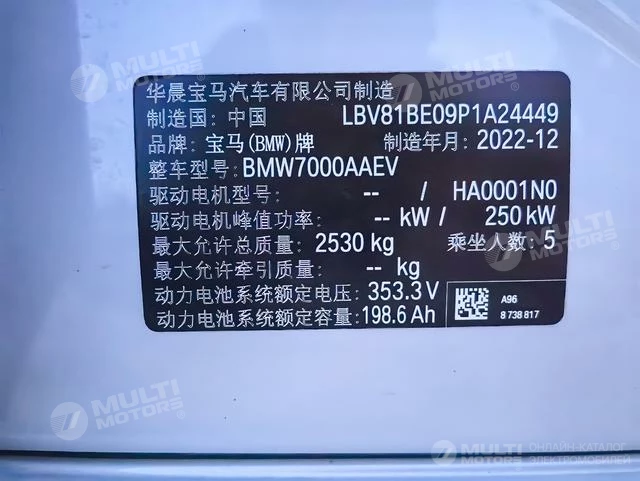 华晨宝马汽车有限公司制造
制造国: 中国 LBV81BE09P1A24449
品牌: 宝马(BMW)牌 制造年月: 2022-12
整车型号: BMW7000AAEV
驱动电机型号: -- / HA0001N0
驱动电机峰值功率: -- kW / 250 kW
最大允许总质量: 2530 kg 乘坐人数: 5
最大允许牵引质量: -- kg
动力电池系统额定电压: 353.3 V A96
动力电池系统额定容量: 198.6 Ah 8 738 817
MULTI MOTORS
MULTI MOTORS
MULTI MOTORS
MULTI MOTORS
ОНЛАЙН-КАТАЛОГ
ЭЛЕКТРОМОБИЛЕЙ